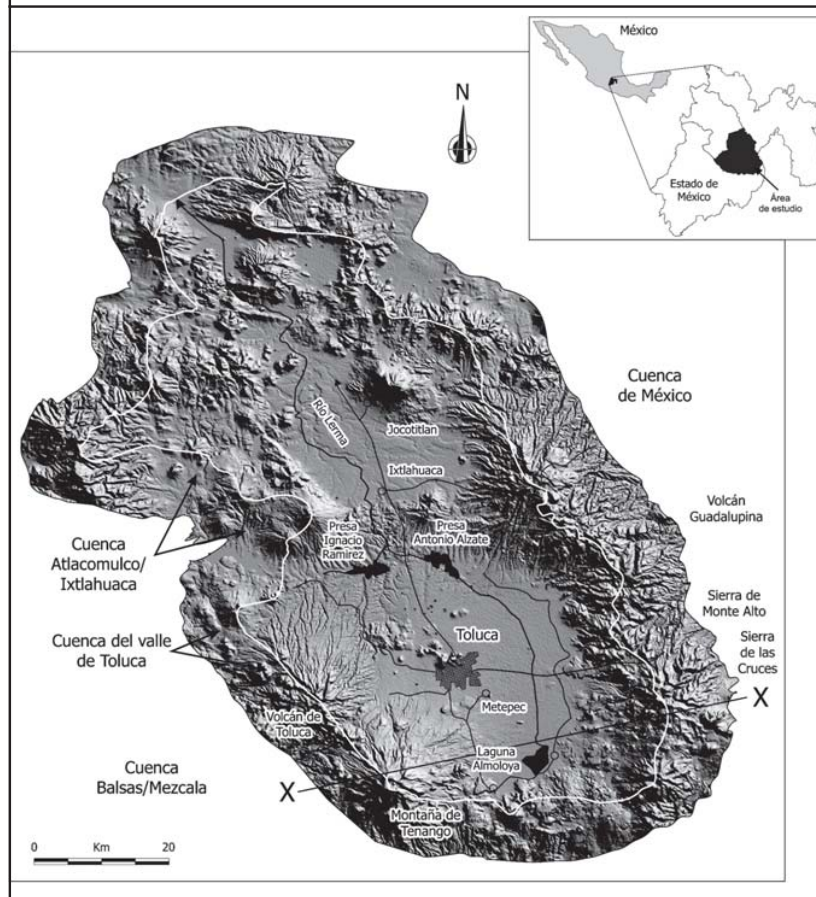 México
N
Estado de
México
Área
de estudio
Cuenca
de México
Río Lerma
Jocotitlan
Ixtlahuaca
Volcán
Guadalupina
Cuenca
Atlacomulco/
Ixtlahuaca
Presa
Ignacio
Ramirez
Presa
Antonio Alzate
Sierra de
Monte Alto
Sierra
de las
Cruces
Cuenca del valle
de Toluca
Toluca
X
Metepec
Volcán de
Toluca
Laguna
Almoloya
Cuenca
Balsas/Mezcala
X
Montaña de
Tenango
0 Km 20